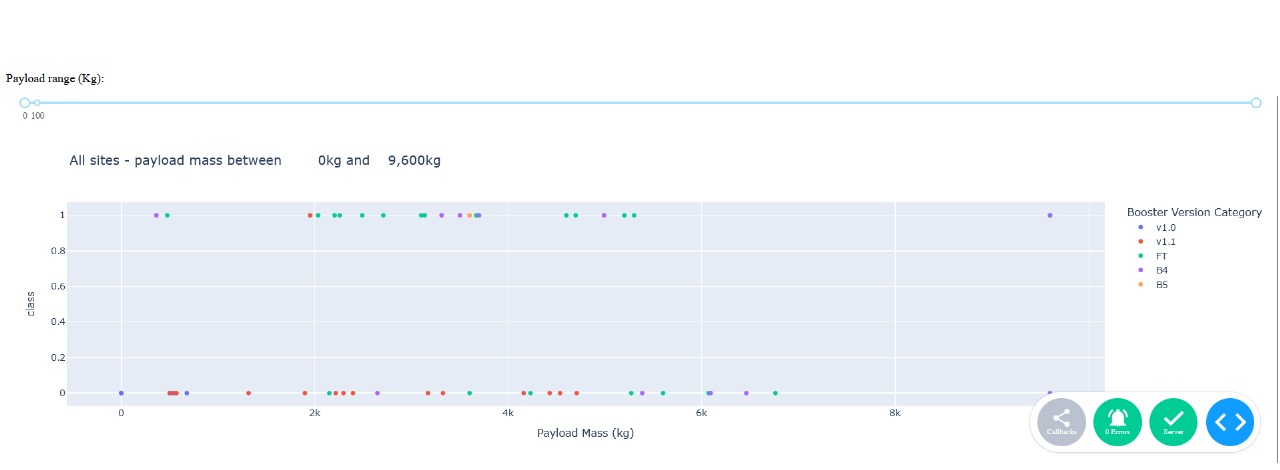 Payload range (Kg):
0 100
All sites - payload mass between 0kg and 9,600kg
1
0.8
0.6
0.4
0.2
0
class
0
2k
4k
6k
8k
Payload Mass (kg)
Booster Version Category
v1.0
v1.1
FT
B4
B5
Callbacks
0 Errors
Server